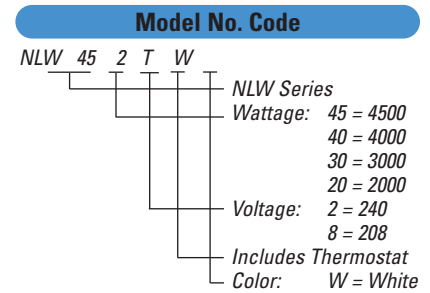 Model No. Code
NLW 45 2 T W
NLW Series
Wattage: 45 = 4500
40 = 4000
30 = 3000
20 = 2000
Voltage: 2 = 240
8 = 208
Includes Thermostat
Color: W = White